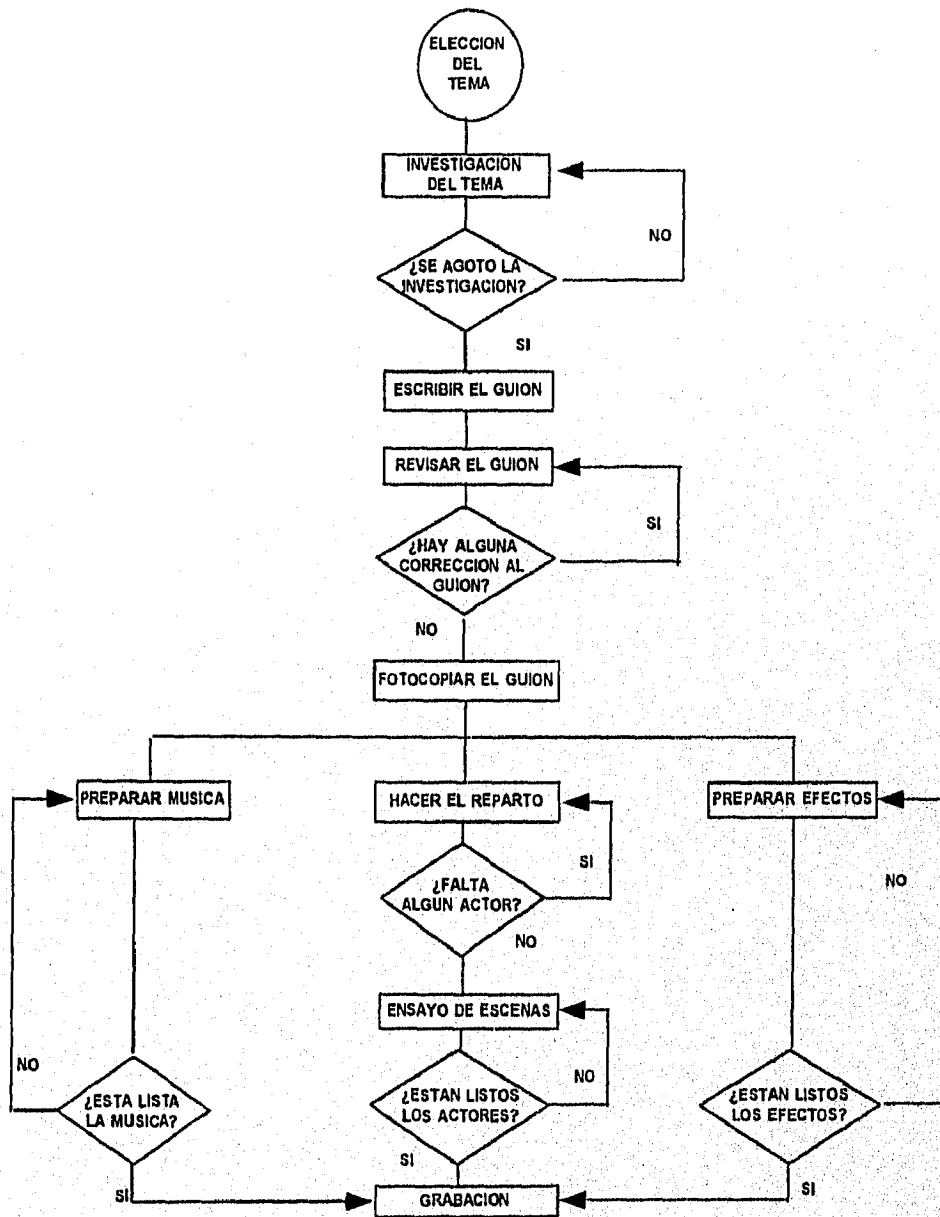 ELECCION
DEL
TEMA
INVESTIGACION
DEL TEMA
NO
¿SE AGOTO LA
INVESTIGACION?
SI
ESCRIBIR EL GUION
REVISAR EL GUION
SI
¿HAY ALGUNA
CORRECCION AL
GUION?
NO
FOTOCOPIAR EL GUION
PREPARAR MUSICA
HACER EL REPARTO
PREPARAR EFECTOS
SI
NO
¿FALTA
ALGUN ACTOR?
NO
ENSAYO DE ESCENAS
NO
NO
¿ESTA LISTA
LA MUSICA?
¿ESTAN LISTOS
LOS ACTORES?
¿ESTAN LISTOS
LOS EFECTOS?
SI
SI
SI
GRABACION